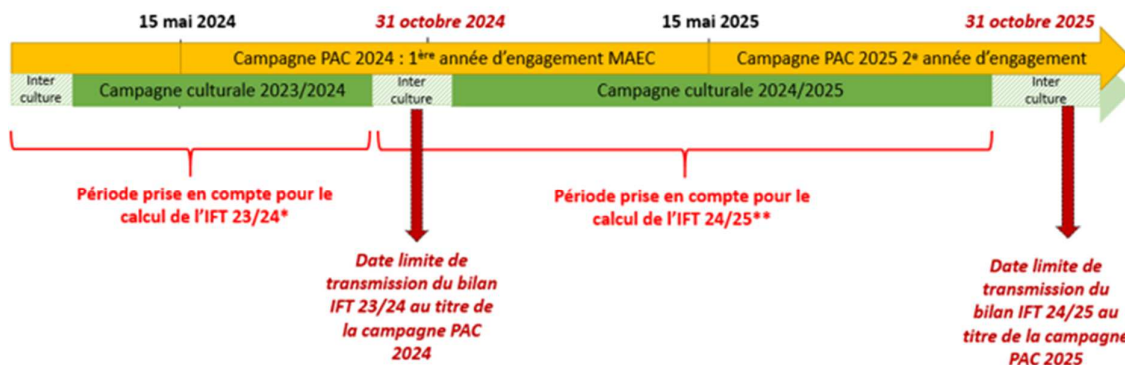 15 mai 2024
31 octobre 2024
15 mai 2025
31 octobre 2025
Campagne PAC 2024 : 1ère année d'engagement MAEC
Campagne PAC 2025 2e année d'engagement
Inter
culture
Campagne culturale 2023/2024
Inter
culture
Campagne culturale 2024/2025
Inter
culture
Période prise en compte pour le
calcul de l'IFT 23/24*
Période prise en compte pour le
calcul de l'IFT 24/25**
Date limite de
transmission du bilan
IFT 23/24 au titre de
la campagne PAC
2024
Date limite de
transmission du
bilan IFT 24/25 au
titre de la campagne
PAC 2025